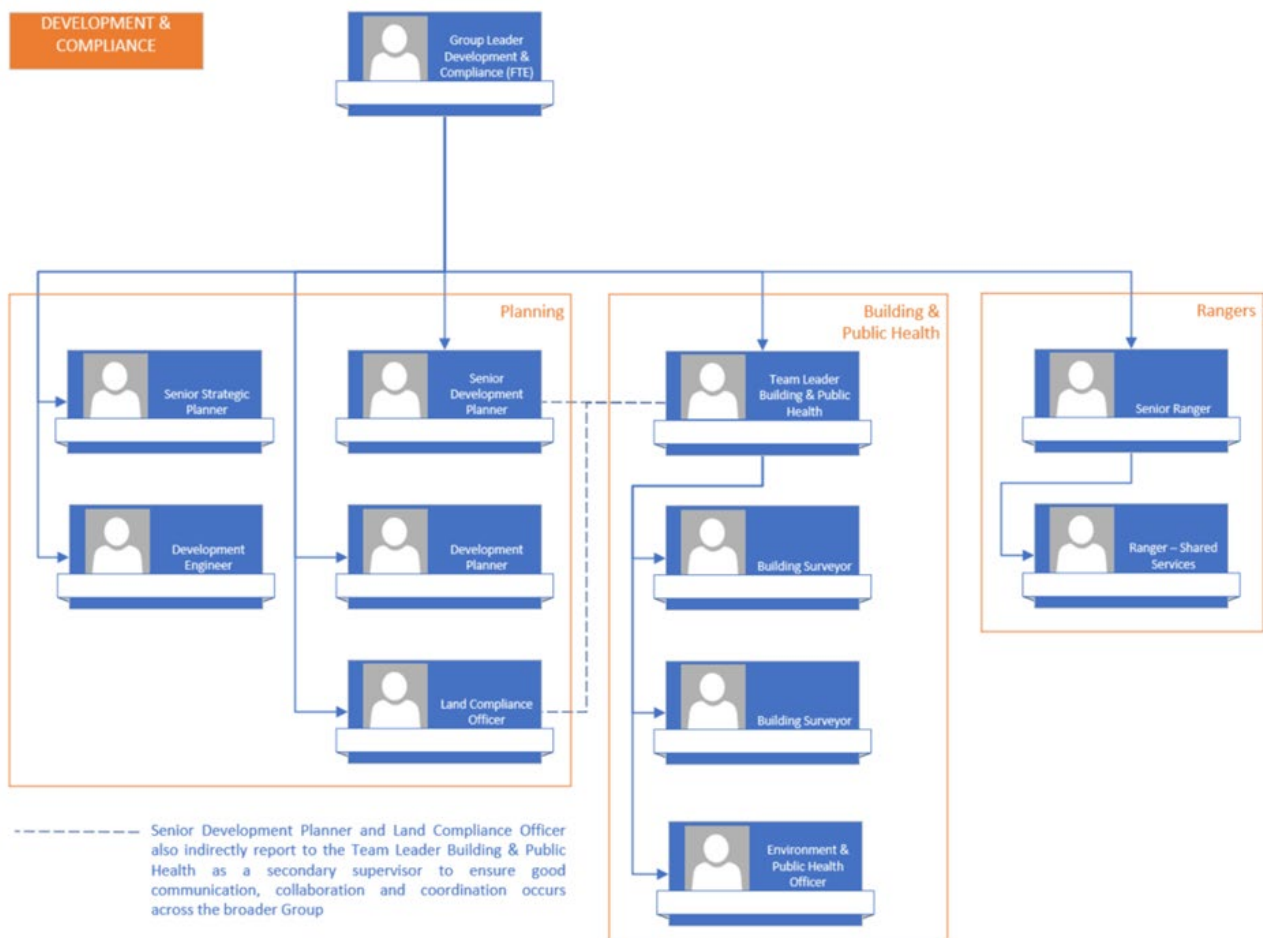 DEVELOPMENT &
COMPLIANCE
Group Leader
Development &
Compliance (FTE)
Planning
Building &
Public Health
Rangers
Senior Strategic
Planner
Senior
Development
Planner
Team Leader
Building & Public
Health
Senior Ranger
Development
Engineer
Development
Planner
Building Surveyor
Ranger – Shared
Services
Land Compliance
Officer
Building Surveyor
Environment &
Public Health
Officer
Senior Development Planner and Land Compliance Officer
also indirectly report to the Team Leader Building & Public
Health as a secondary supervisor to ensure good
communication, collaboration and coordination occurs
across the broader Group